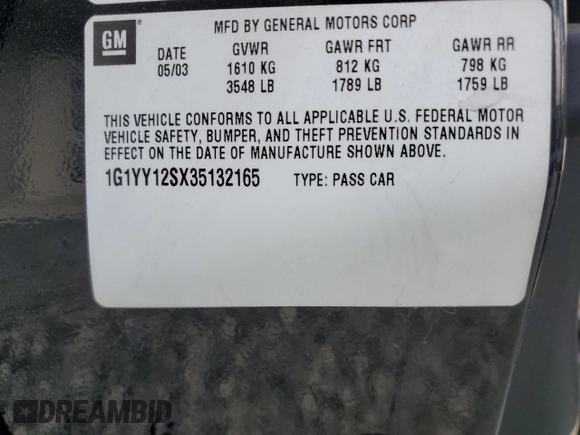 GM
MFD BY GENERAL MOTORS CORP
DATE GVWR GAWR FRT GAWR RR
05/03 1610 KG 812 KG 798 KG
3548 LB 1789 LB 1759 LB
THIS VEHICLE CONFORMS TO ALL APPLICABLE U.S. FEDERAL MOTOR
VEHICLE SAFETY, BUMPER, AND THEFT PREVENTION STANDARDS IN
EFFECT ON THE DATE OF MANUFACTURE SHOWN ABOVE.
1G1YY12SX35132165 TYPE: PASS CAR
DREAMBID